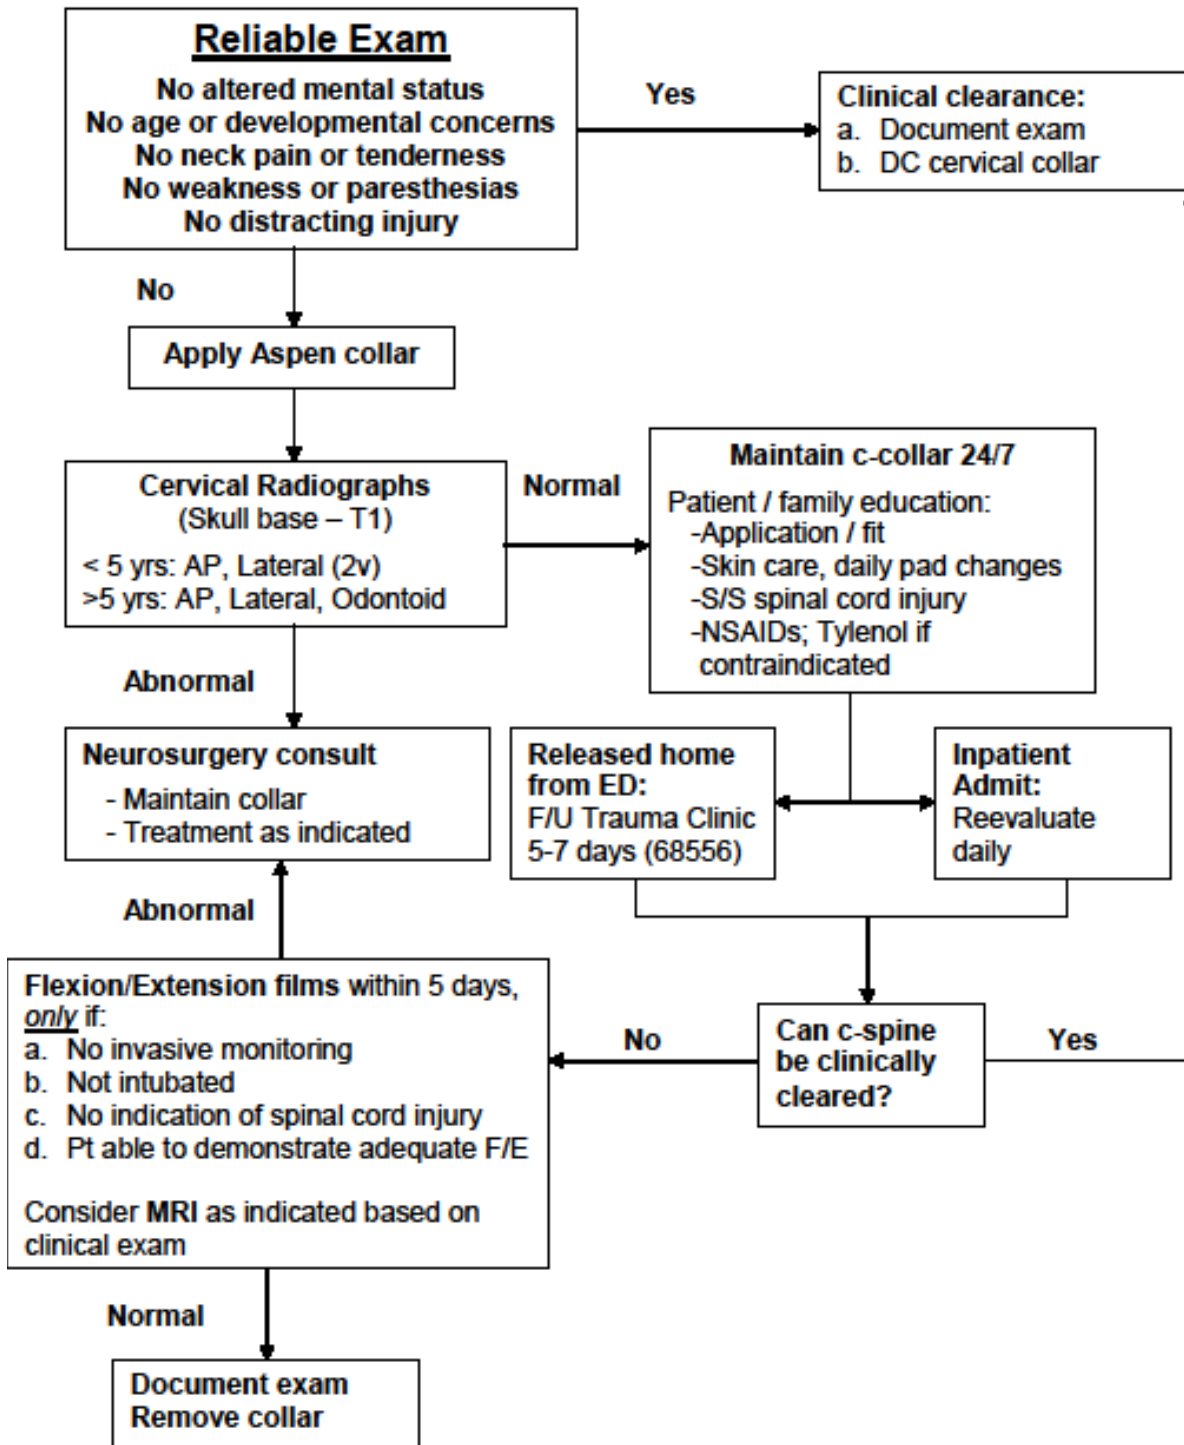 Reliable Exam
No altered mental status
No age or developmental concerns
No neck pain or tenderness
No weakness or paresthesias
No distracting injury
Yes
Clinical clearance:
a. Document exam
b. DC cervical collar
No
Apply Aspen collar
Cervical Radiographs
(Skull base – T1)
< 5 yrs: AP, Lateral (2v)
>5 yrs: AP, Lateral, Odontoid
Normal
Maintain c-collar 24/7
Patient / family education:
-Application / fit
-Skin care, daily pad changes
-S/S spinal cord injury
-NSAIDs; Tylenol if
contraindicated
Abnormal
Neurosurgery consult
- Maintain collar
- Treatment as indicated
Released home
from ED:
F/U Trauma Clinic
5-7 days (68556)
Inpatient
Admit:
Reevaluate
daily
Abnormal
Flexion/Extension films within 5 days,
only if:
a. No invasive monitoring
b. Not intubated
c. No indication of spinal cord injury
d. Pt able to demonstrate adequate F/E
Consider MRI as indicated based on
clinical exam
No
Can c-spine
be clinically
cleared?
Yes
Normal
Document exam
Remove collar